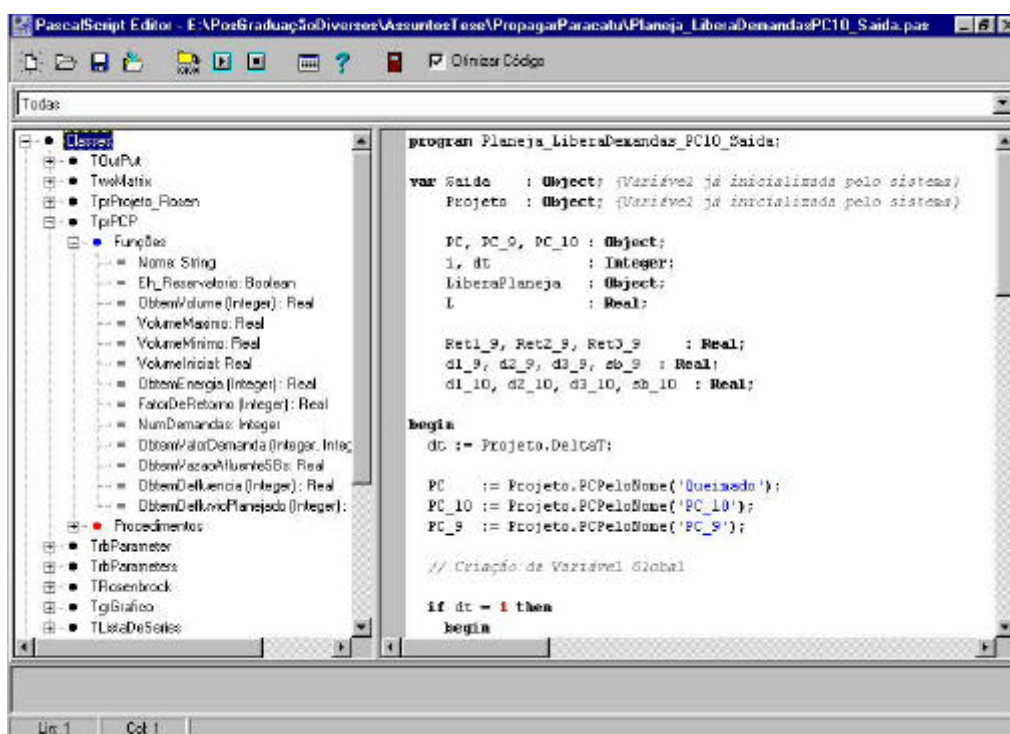 PascalScript Editor - E:\PosGraduaçãoDiversos\AssuntosTese\PropagarParacatu\Planeja_LiberaDemandasPC10_Saida.pas
Otimizar Código
Todas
Classes
TOutPut
TwoMatrix
TprProjeto_Rosen
TprPCP
Funções
Nome: String
Eh_Reservatorio: Boolean
ObtemVolume (Integer): Real
VolumeMaximo: Real
VolumeMinimo: Real
VolumeInicial: Real
ObtemEnergia (Integer): Real
FatorDeRetorno (Integer): Real
NumDemandas: Integer
ObtemValorDemanda (Integer, Integ
ObtemVazaoAfluenteSBs: Real
ObtemDefluencia (Integer): Real
ObtemDefluvioPlanejado (Integer):
Procedimentos
TrbParameter
TrbParameters
TRosenbrock
TgrGrafico
TListaDeSeries
program Planeja_LiberaDemandas_PC10_Saida;
var Saida : Object; {Variável já inicializada pelo sistema}
Projeto : Object; {Variável já inicializada pelo sistema}
PC, PC_9, PC_10 : Object;
i, dt : Integer;
LiberaPlaneja : Object;
L : Real;
Ret1_9, Ret2_9, Ret3_9 : Real;
d1_9, d2_9, d3_9, sb_9 : Real;
d1_10, d2_10, d3_10, sb_10 : Real;
begin
dt := Projeto.DeltaT;
PC := Projeto.PCPeloNome('Queimado');
PC_10 := Projeto.PCPeloNome('PC_10');
PC_9 := Projeto.PCPeloNome('PC_9');
// Criação da Variável Global
if dt = 1 then
begin
Lin: 1 Col: 1